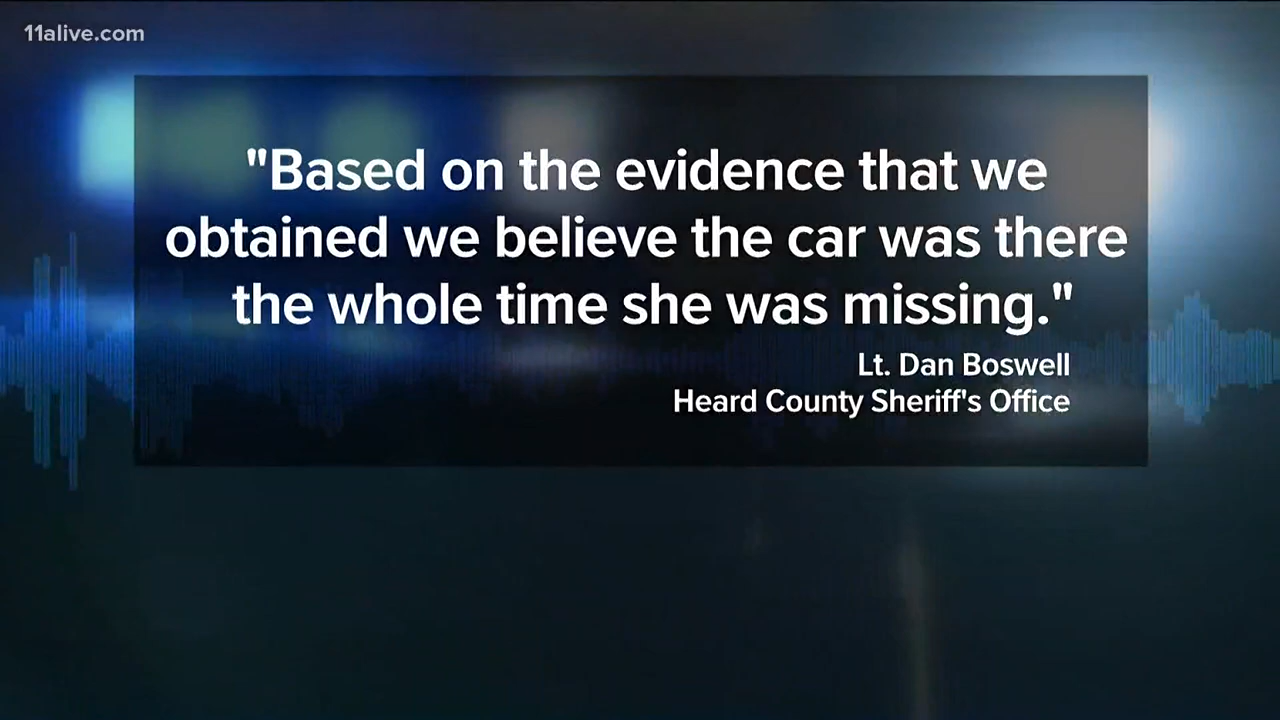 11alive.com
"Based on the evidence that we
obtained we believe the car was there
the whole time she was missing."
Lt. Dan Boswell
Heard County Sheriff's Office